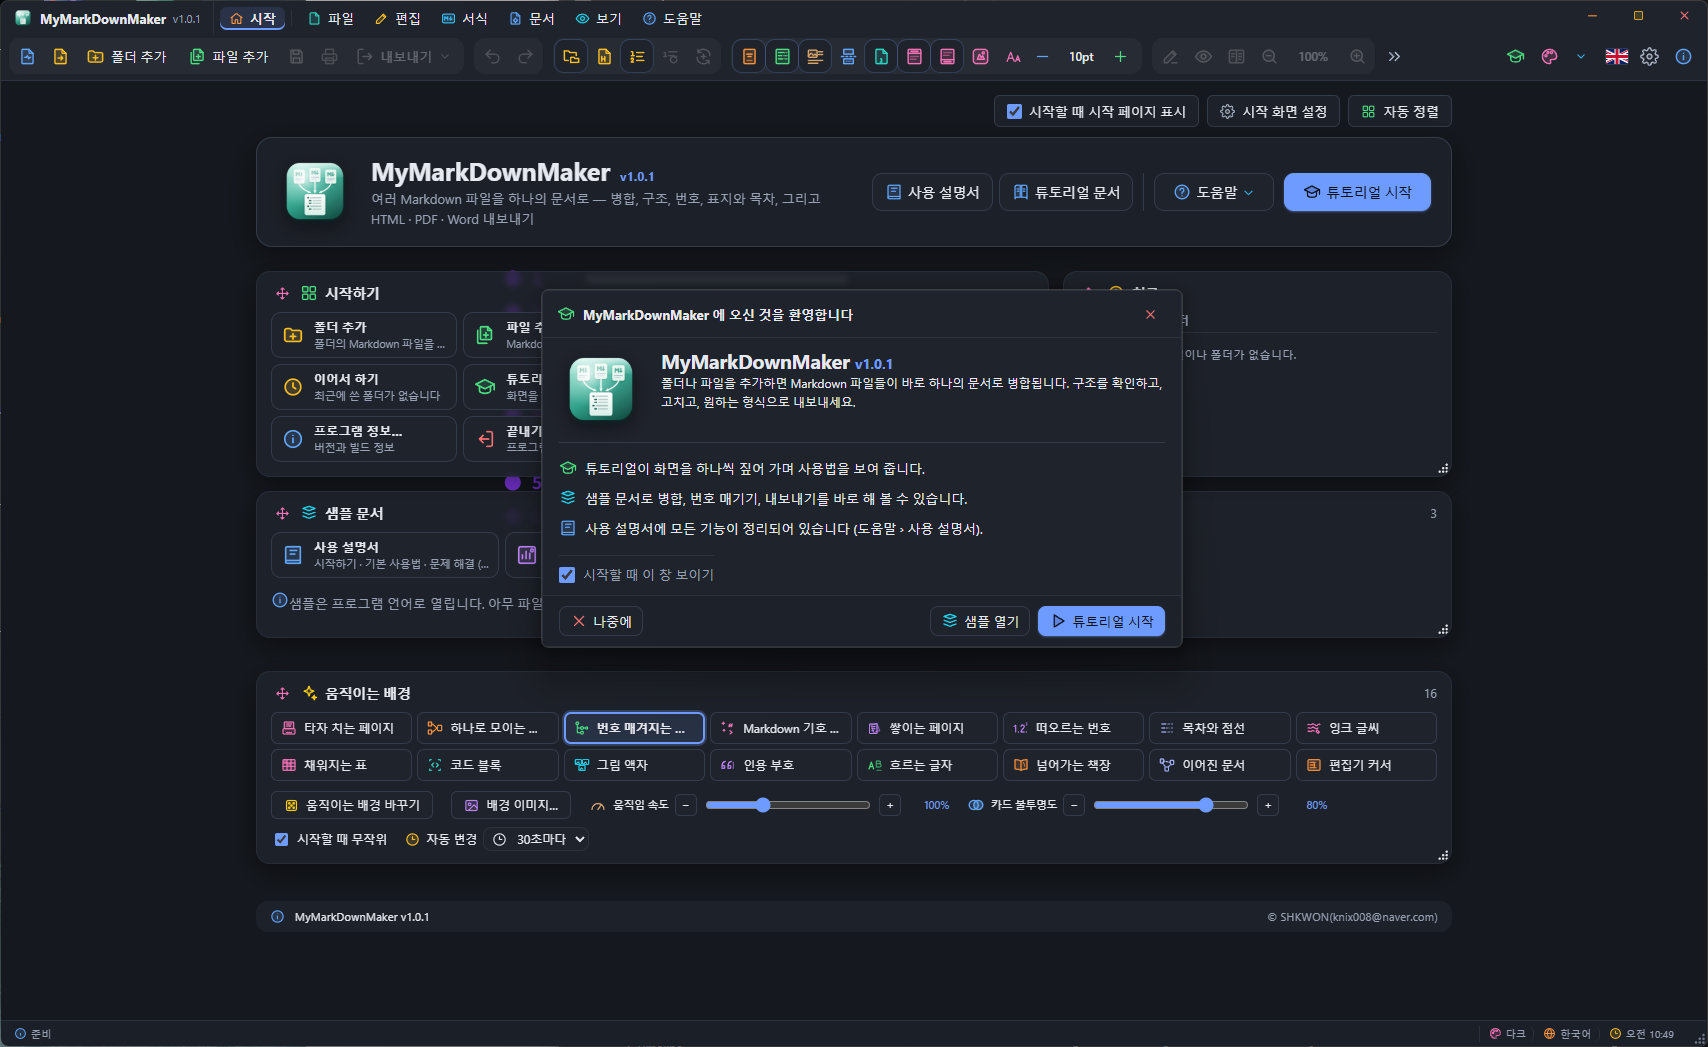 MyMarkDownMaker v1.0.1
시작
파일
편집
서식
문서
보기
도움말
폴더 추가
파일 추가
내보내기
10pt
100%
시작할 때 시작 페이지 표시
시작 화면 설정
자동 정렬
MyMarkDownMaker v1.0.1
여러 Markdown 파일을 하나의 문서로 — 병합, 구조, 번호, 표지와 목차, 그리고
HTML · PDF · Word 내보내기
사용 설명서
튜토리얼 문서
도움말
튜토리얼 시작
시작하기
폴더 추가
폴더의 Markdown 파일을 ...
이어서 하기
최근에 쓴 폴더가 없습니다
프로그램 정보...
버전과 빌드 정보
파일
Markdo
튜토리
화면을
끝내기
프로그
이나 폴더가 없습니다.
MyMarkDownMaker 에 오신 것을 환영합니다
MyMarkDownMaker v1.0.1
폴더나 파일을 추가하면 Markdown 파일들이 바로 하나의 문서로 병합됩니다. 구조를 확인하고,
고치고, 원하는 형식으로 내보내세요.
튜토리얼이 화면을 하나씩 짚어 가며 사용법을 보여 줍니다.
샘플 문서로 병합, 번호 매기기, 내보내기를 바로 해 볼 수 있습니다.
사용 설명서에 모든 기능이 정리되어 있습니다 (도움말 › 사용 설명서).
시작할 때 이 창 보이기
나중에
샘플 열기
튜토리얼 시작
5
샘플 문서
3
사용 설명서
시작하기 · 기본 사용법 · 문제 해결 (...
샘플은 프로그램 언어로 열립니다. 아무 파일
움직이는 배경
16
타자 치는 페이지
하나로 모이는 ...
번호 매겨지는 ...
Markdown 기호 ...
쌓이는 페이지
떠오르는 번호
목차와 점선
잉크 글씨
채워지는 표
코드 블록
그림 액자
인용 부호
흐르는 글자
넘어가는 책장
이어진 문서
편집기 커서
움직이는 배경 바꾸기
배경 이미지...
움직임 속도
100%
카드 불투명도
80%
시작할 때 무작위
자동 변경
30초마다
MyMarkDownMaker v1.0.1
© SHKWON(knix008@naver.com)
준비
다크
한국어
오전 10:49